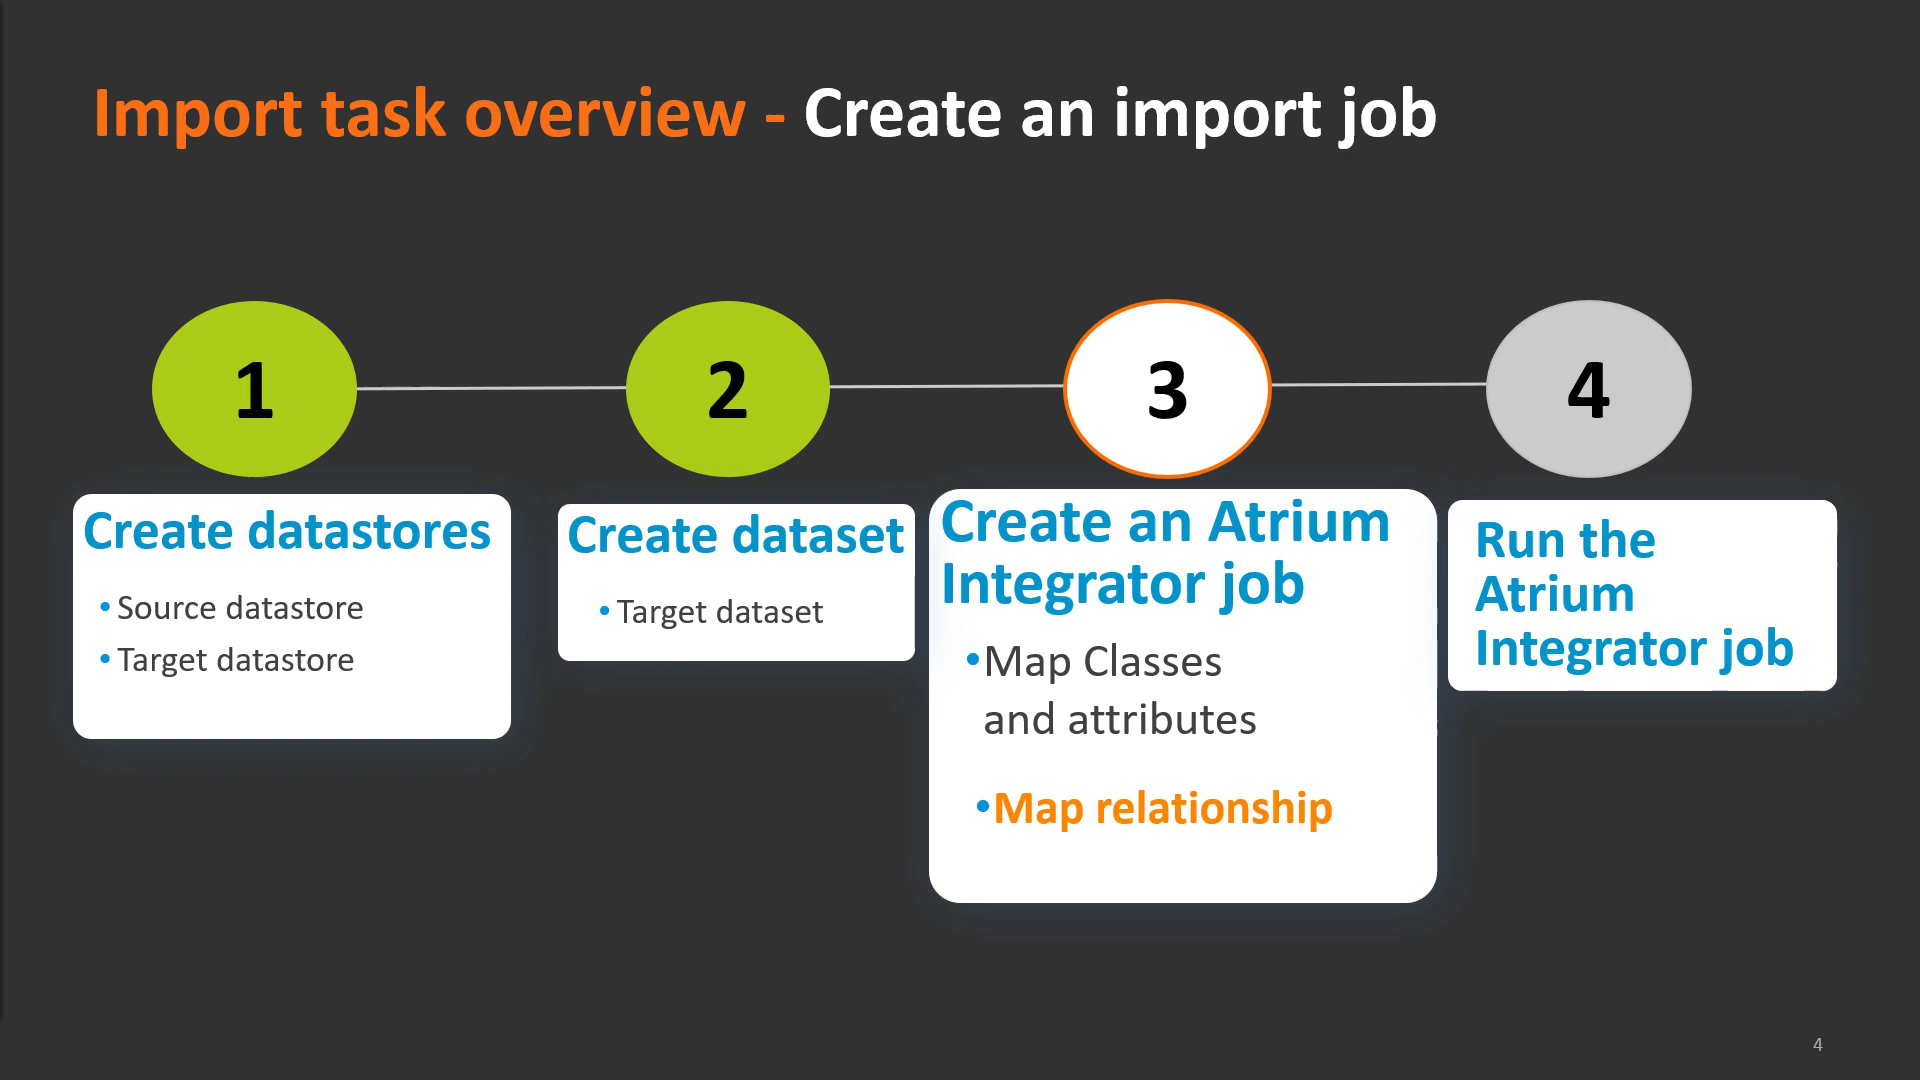 Import task overview - Create an import job
1
2
3
4
Create datastores
• Source datastore
• Target datastore
Create dataset
• Target dataset
Create an Atrium
Integrator job
• Map Classes
and attributes
• Map relationship
Run the
Atrium
Integrator job
4